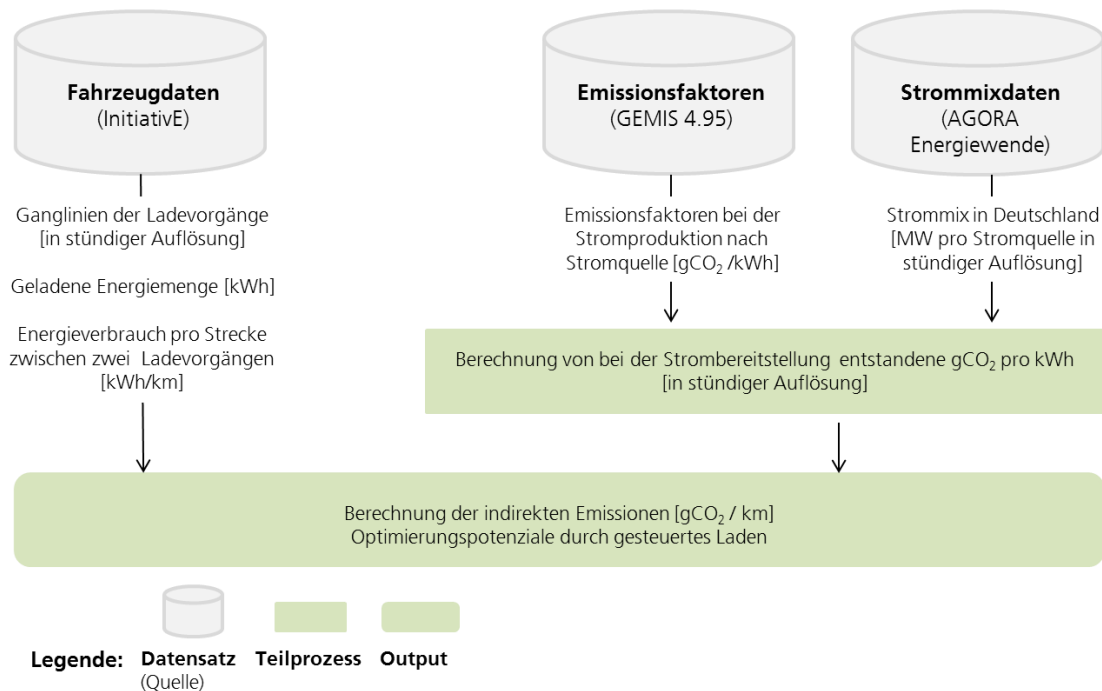 Fahrzeugdaten
(InitiativE)
Ganglinien der Ladevorgänge
[in stündiger Auflösung]
Geladene Energiemenge [kWh]
Energieverbrauch pro Strecke
zwischen zwei Ladevorgängen
[kWh/km]
Emissionsfaktoren
(GEMIS 4.95)
Emissionsfaktoren bei der
Stromproduktion nach
Stromquelle [gCO₂ /kWh]
Strommixdaten
(AGORA
Energiewende)
Strommix in Deutschland
[MW pro Stromquelle in
stündiger Auflösung]
Berechnung von bei der Strombereitstellung entstandene gCO₂ pro kWh
[in stündiger Auflösung]
Berechnung der indirekten Emissionen [gCO₂ / km]
Optimierungspotenziale durch gesteuertes Laden
Legende: Datensatz Teilprozess Output
(Quelle)